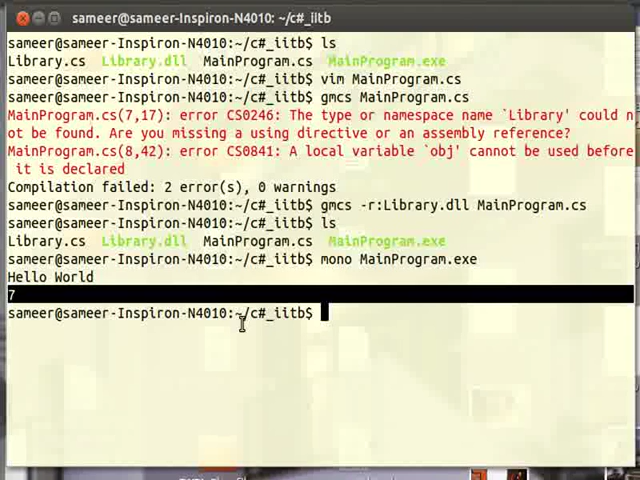 sameer@sameer-Inspiron-N4010: ~/c#_iitb
sameer@sameer-Inspiron-N4010:~/c#_iitb$ ls
Library.cs  Library.dll  MainProgram.cs  MainProgram.exe
sameer@sameer-Inspiron-N4010:~/c#_iitb$ vim MainProgram.cs
sameer@sameer-Inspiron-N4010:~/c#_iitb$ gmcs MainProgram.cs
MainProgram.cs(7,17): error CS0246: The type or namespace name `Library' could n
ot be found. Are you missing a using directive or an assembly reference?
MainProgram.cs(8,42): error CS0841: A local variable `obj' cannot be used before
it is declared
Compilation failed: 2 error(s), 0 warnings
sameer@sameer-Inspiron-N4010:~/c#_iitb$ gmcs -r:Library.dll MainProgram.cs
sameer@sameer-Inspiron-N4010:~/c#_iitb$ ls
Library.cs  Library.dll  MainProgram.cs  MainProgram.exe
sameer@sameer-Inspiron-N4010:~/c#_iitb$ mono MainProgram.exe
Hello World
7
sameer@sameer-Inspiron-N4010:~/c#_iitb$